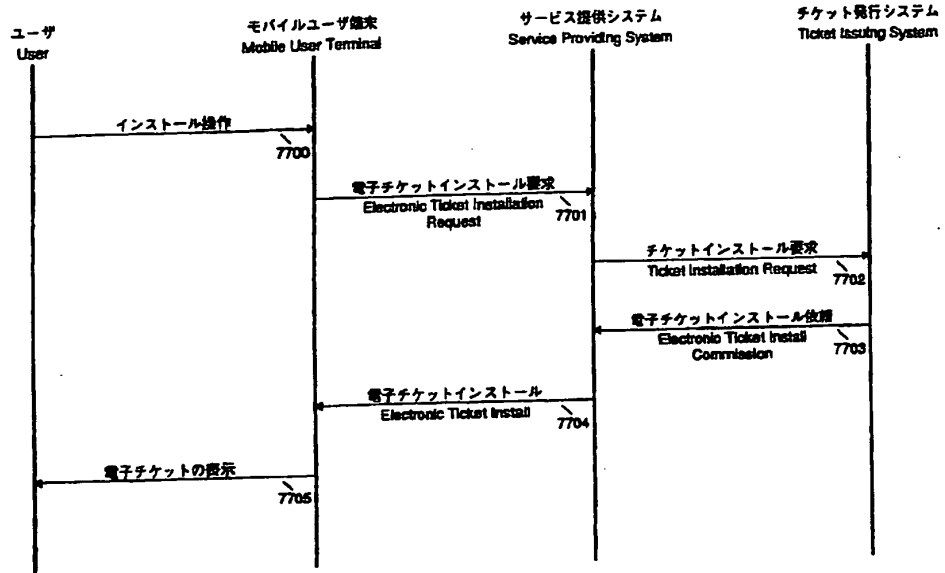 ユーザ
User
モバイルユーザ端末
Mobile User Terminal
サービス提供システム
Service Providing System
チケット発行システム
Ticket Issuing System
インストール操作
7700
電子チケットインストール要求
Electronic Ticket Installation
Request
7701
チケットインストール要求
Ticket Installation Request
7702
電子チケットインストール依頼
Electronic Ticket Install
Commission
7703
電子チケットインストール
Electronic Ticket Install
7704
電子チケットの提示
7705